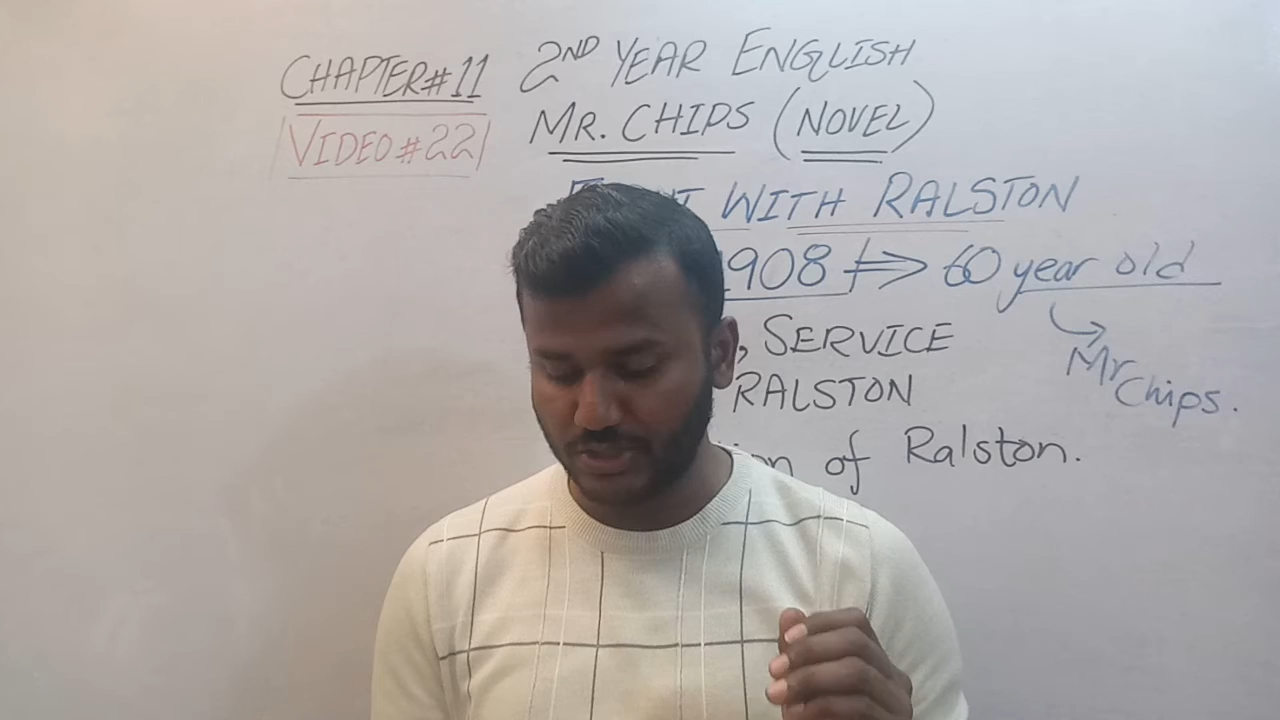 CHAPTER#11 2ND YEAR ENGLISH
VIDEO#22 MR. CHIPS (NOVEL)
WITH RALSTON
1908 => 60 year old
, SERVICE
Mr Chips.
RALSTON
of Ralston.